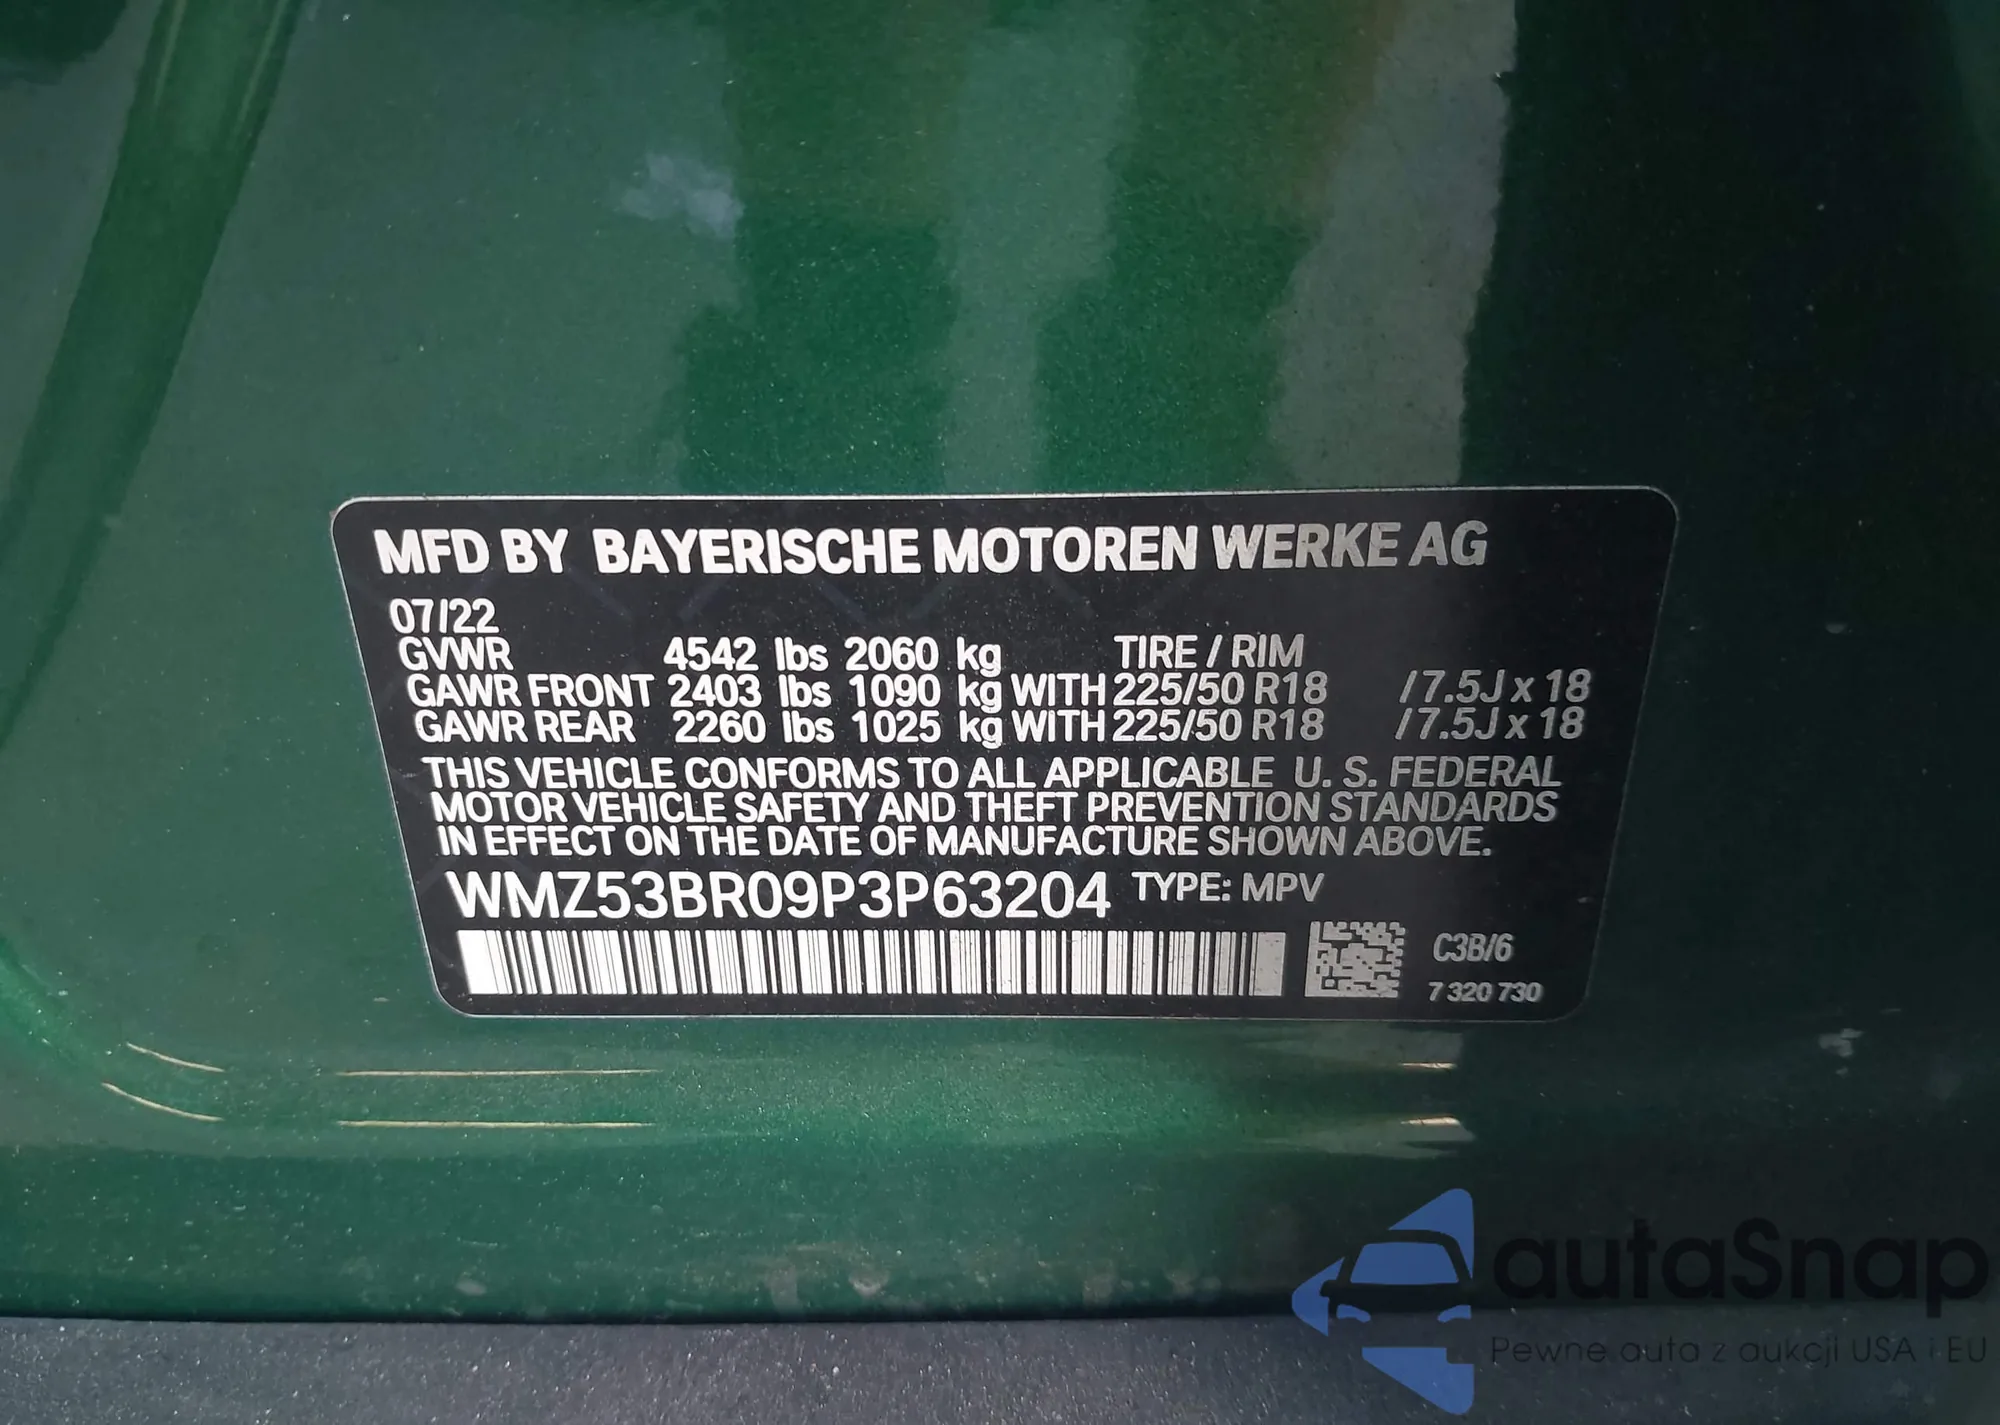 MFD BY BAYERISCHE MOTOREN WERKE AG
07/22
GVWR 4542 lbs 2060 kg TIRE / RIM
GAWR FRONT 2403 lbs 1090 kg WITH 225/50 R18 /7.5J x 18
GAWR REAR 2260 lbs 1025 kg WITH 225/50 R18 /7.5J x 18
THIS VEHICLE CONFORMS TO ALL APPLICABLE U. S. FEDERAL
MOTOR VEHICLE SAFETY AND THEFT PREVENTION STANDARDS
IN EFFECT ON THE DATE OF MANUFACTURE SHOWN ABOVE.
WMZ53BR09P3P63204 TYPE: MPV
C3B/6
7 320 730
autaSnap
Pewne auta z aukcji USA i EU